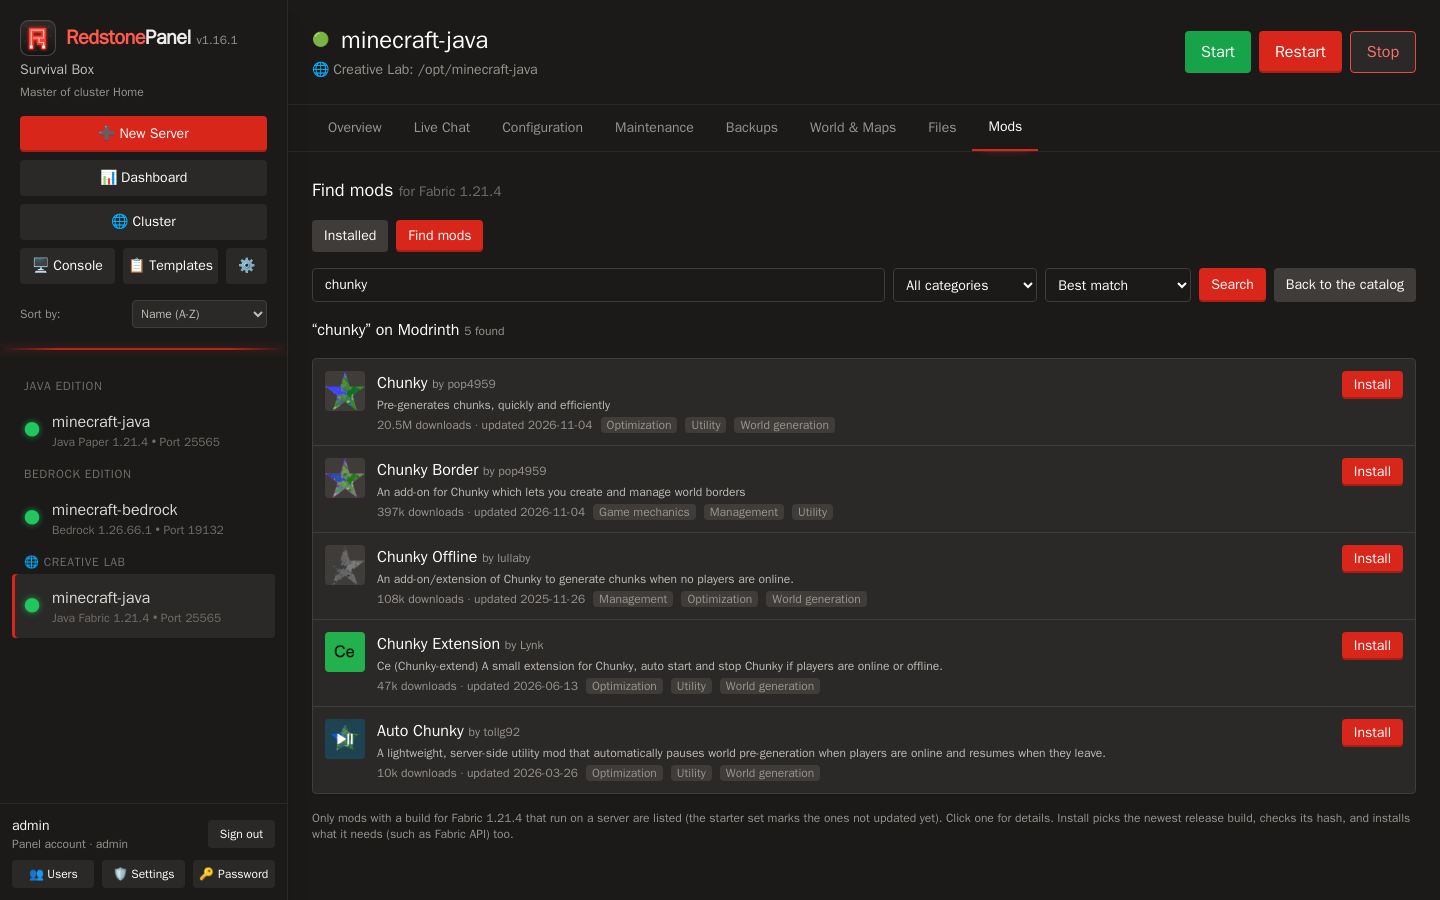 RedstonePanel v1.16.1
Survival Box
Master of cluster Home
New Server
Dashboard
Cluster
Console
Templates
Sort by:
Name (A-Z)
JAVA EDITION
minecraft-java
Java Paper 1.21.4 • Port 25565
BEDROCK EDITION
minecraft-bedrock
Bedrock 1.26.66.1 • Port 19132
CREATIVE LAB
minecraft-java
Java Fabric 1.21.4 • Port 25565
admin
Panel account · admin
Sign out
Users
Settings
Password
minecraft-java
Creative Lab: /opt/minecraft-java
Start
Restart
Stop
Overview
Live Chat
Configuration
Maintenance
Backups
World & Maps
Files
Mods
Find mods for Fabric 1.21.4
Installed
Find mods
chunky
All categories
Best match
Search
Back to the catalog
“chunky” on Modrinth 5 found
Chunky by pop4959
Pre-generates chunks, quickly and efficiently
20.5M downloads · updated 2026-11-04 Optimization Utility World generation
Install
Chunky Border by pop4959
An add-on for Chunky which lets you create and manage world borders
397k downloads · updated 2026-11-04 Game mechanics Management Utility
Install
Chunky Offline by lullaby
An add-on/extension of Chunky to generate chunks when no players are online.
108k downloads · updated 2025-11-26 Management Optimization World generation
Install
Ce
Chunky Extension by Lynk
Ce (Chunky-extend) A small extension for Chunky, auto start and stop Chunky if players are online or offline.
47k downloads · updated 2026-06-13 Optimization Utility World generation
Install
Auto Chunky by tollg92
A lightweight, server-side utility mod that automatically pauses world pre-generation when players are online and resumes when they leave.
10k downloads · updated 2026-03-26 Optimization Utility World generation
Install
Only mods with a build for Fabric 1.21.4 that run on a server are listed (the starter set marks the ones not updated yet). Click one for details. Install picks the newest release build, checks its hash, and installs
what it needs (such as Fabric API) too.